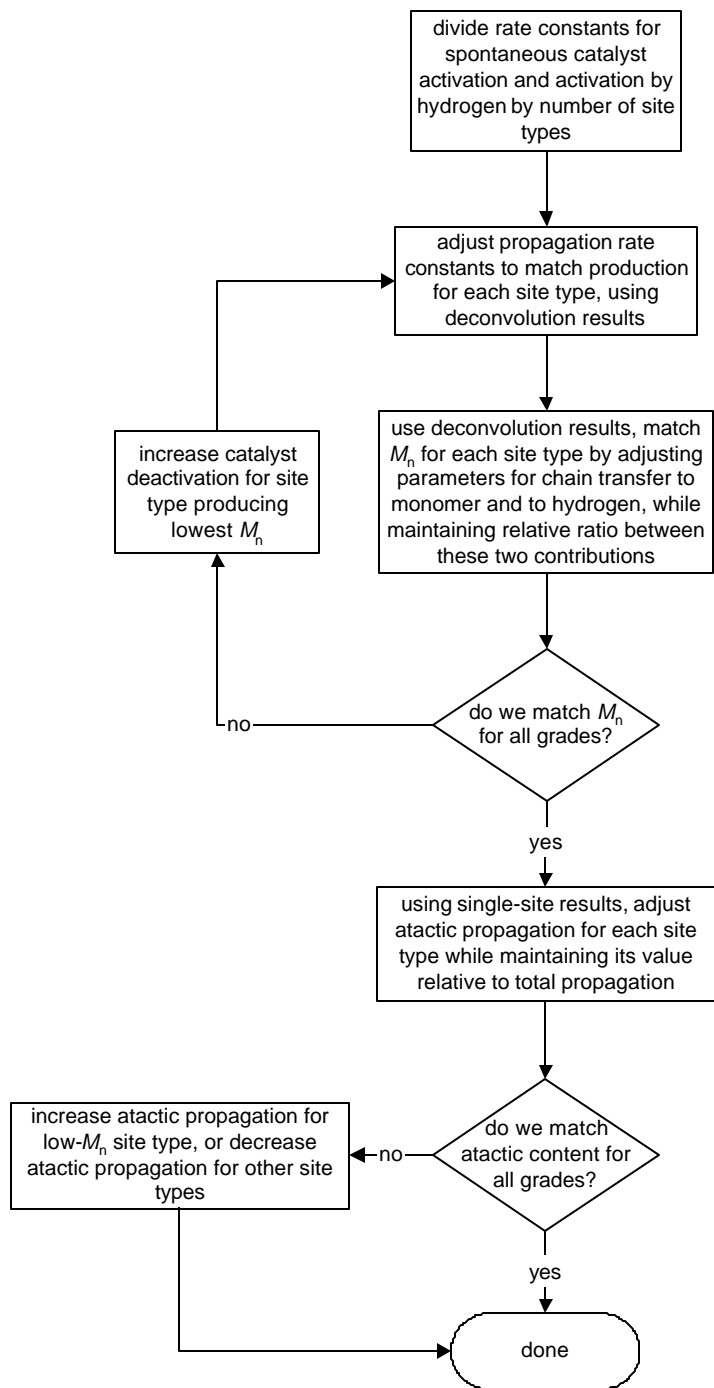 divide rate constants for
spontaneous catalyst
activation and activation by
hydrogen by number of site
types
adjust propagation rate
constants to match production
for each site type, using
deconvolution results
use deconvolution results, match
Mn for each site type by adjusting
parameters for chain transfer to
monomer and to hydrogen, while
maintaining relative ratio between
these two contributions
increase catalyst
deactivation for site
type producing
lowest Mn
do we match Mn
for all grades?
no
yes
using single-site results, adjust
atactic propagation for each site
type while maintaining its value
relative to total propagation
do we match
atactic content for
all grades?
no
increase atactic propagation for
low-Mn site type, or decrease
atactic propagation for other site
types
yes
done